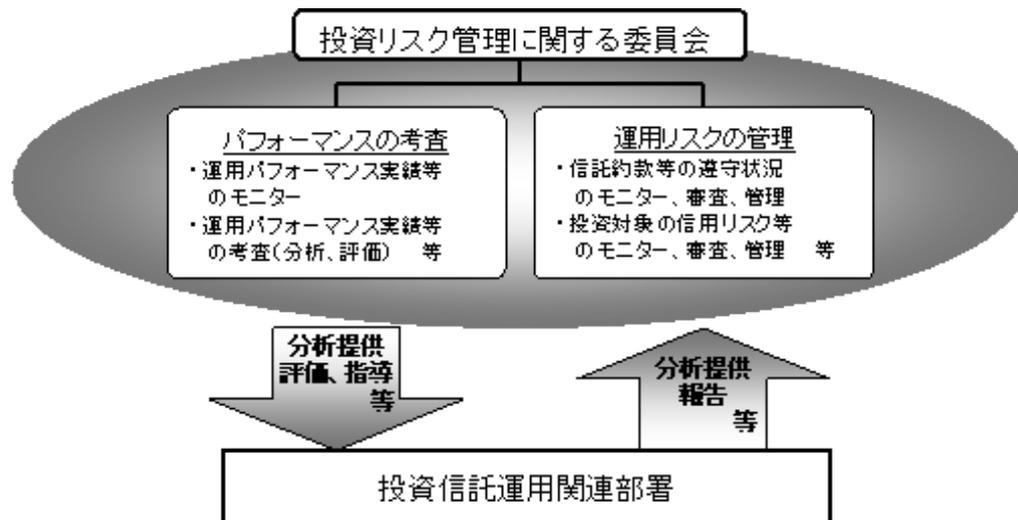 投資リスク管理に関する委員会
パフォーマンスの考査
・運用パフォーマンス実績等
のモニター
・運用パフォーマンス実績等
の考査(分析、評価)　等
運用リスクの管理
・信託約款等の遵守状況
のモニター、審査、管理
・投資対象の信用リスク等
のモニター、審査、管理　等
分析提供
評価、指導
等
分析提供
報告
等
投資信託運用関連部署